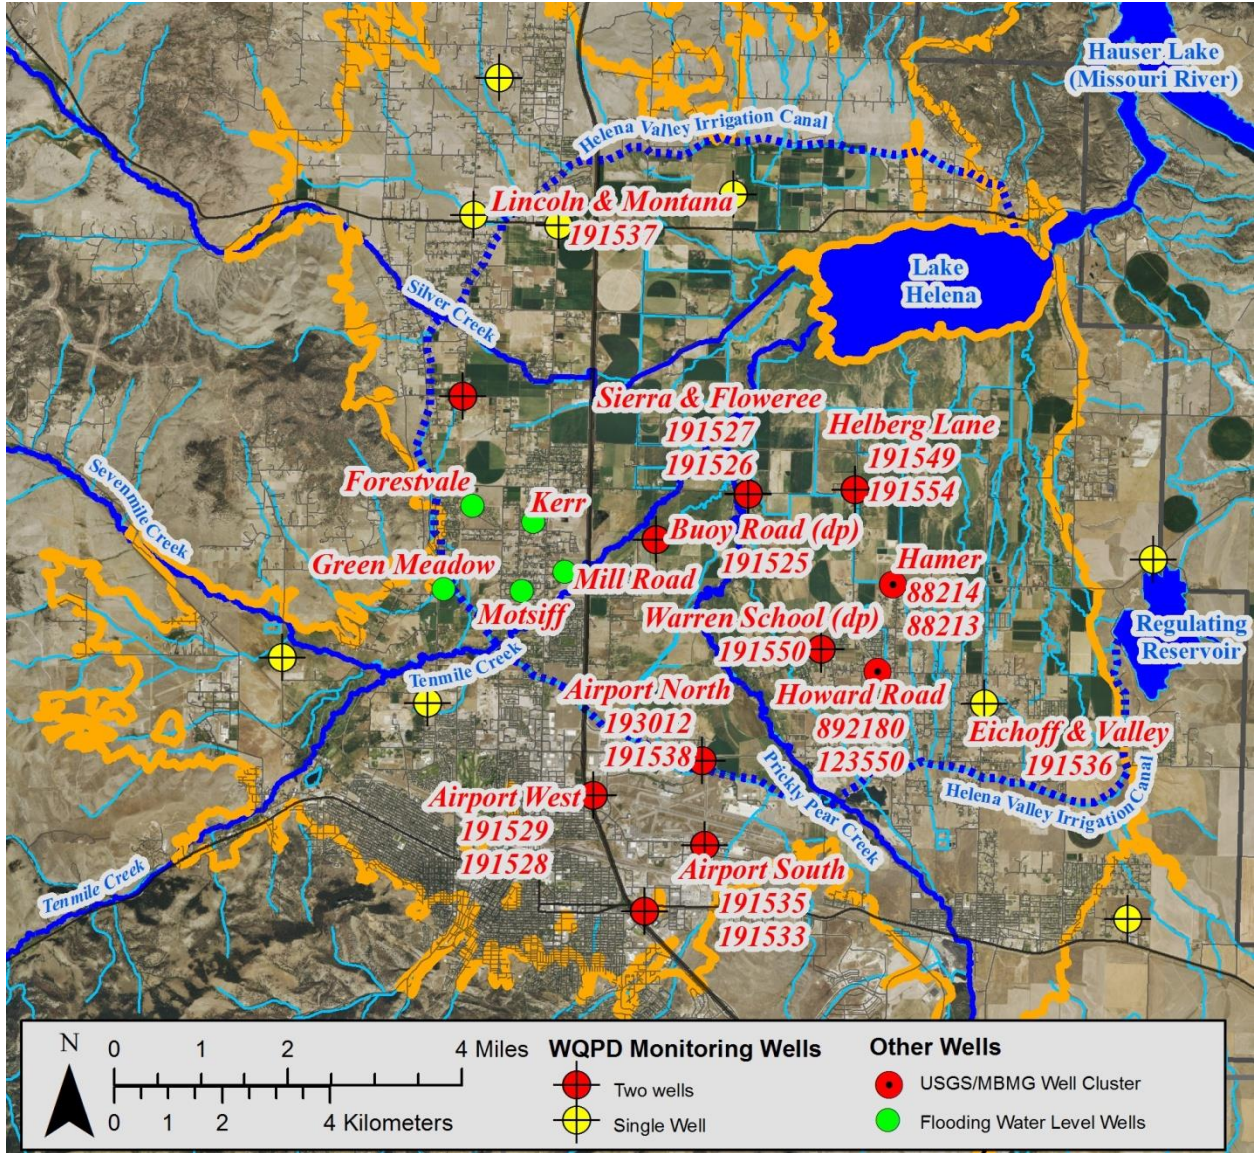 Hauser Lake
(Missouri River)
Helena Valley Irrigation Canal
Lincoln & Montana
191537
Lake
Helena
Silver Creek
Sierra & Floweree
191527
191526
Helberg Lane
191549
191554
Sevenmile Creek
Forestvale
Kerr
Buoy Road (dp)
191525
Green Meadow
Mill Road
Hamer
88214
88213
Motsiff
Warren School (dp)
191550
Regulating
Reservoir
Tenmile Creek
Airport North
193012
191538
Howard Road
892180
123550
Eichoff & Valley
191536
Prickly Pear Creek
Helena Valley Irrigation Canal
Airport West
191529
191528
Tenmile Creek
Airport South
191535
191533
N
0 1 2 4 Miles
0 1 2 4 Kilometers
WQPD Monitoring Wells
Two wells
Single Well
Other Wells
USGS/MBMG Well Cluster
Flooding Water Level Wells